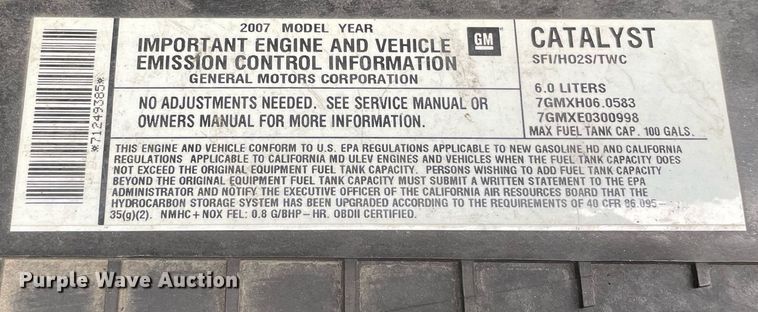 *71249385*
2007 MODEL YEAR
IMPORTANT ENGINE AND VEHICLE
EMISSION CONTROL INFORMATION
GENERAL MOTORS CORPORATION
GM
NO ADJUSTMENTS NEEDED. SEE SERVICE MANUAL OR
OWNERS MANUAL FOR MORE INFORMATION.
CATALYST
SFI/HO2S/TWC
6.0 LITERS
7GMXH06.0583
7GMXE0300998
MAX FUEL TANK CAP. 100 GALS.
THIS ENGINE AND VEHICLE CONFORM TO U.S. EPA REGULATIONS APPLICABLE TO NEW GASOLINE HD AND CALIFORNIA
REGULATIONS APPLICABLE TO CALIFORNIA MD ULEV ENGINES AND VEHICLES WHEN THE FUEL TANK CAPACITY DOES
NOT EXCEED THE ORIGINAL EQUIPMENT FUEL TANK CAPACITY. PERSONS WISHING TO ADD FUEL TANK CAPACITY
BEYOND THE ORIGINAL EQUIPMENT FUEL TANK CAPACITY MUST SUBMIT A WRITTEN STATEMENT TO THE EPA
ADMINISTRATOR AND NOTIFY THE EXECUTIVE OFFICER OF THE CALIFORNIA AIR RESOURCES BOARD THAT THE
HYDROCARBON STORAGE SYSTEM HAS BEEN UPGRADED ACCORDING TO THE REQUIREMENTS OF 40 CFR 86.095-
35(g)(2). NMHC+NOX FEL: 0.8 G/BHP-HR. OBDII CERTIFIED.
Purple Wave Auction